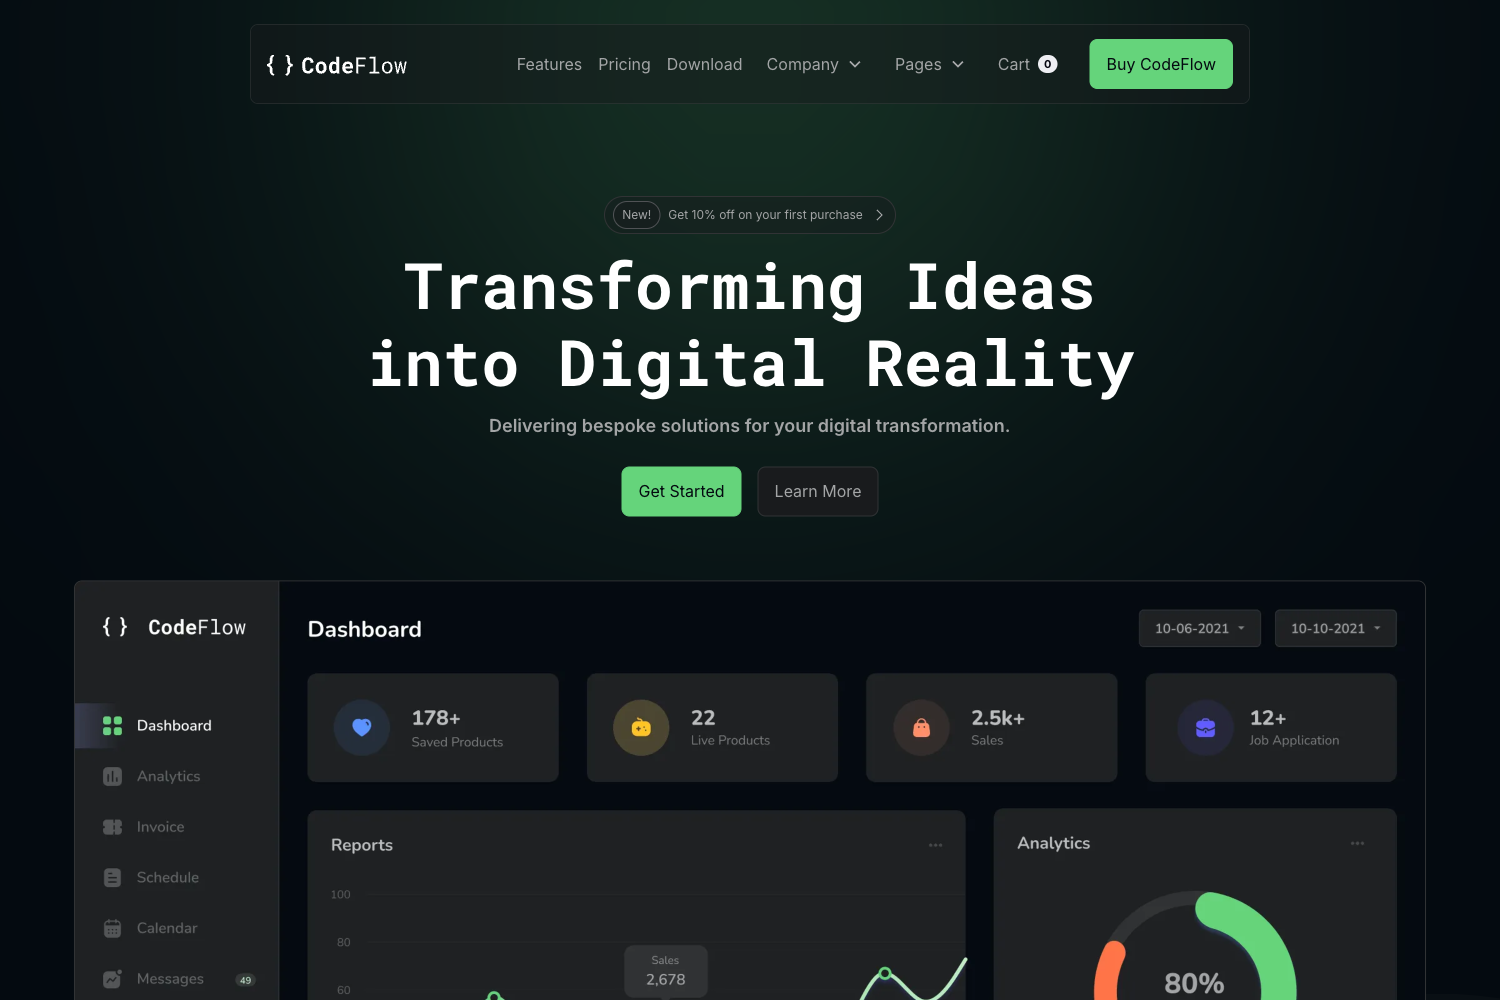 { } CodeFlow
Features Pricing Download Company Pages Cart 0 Buy CodeFlow
New! Get 10% off on your first purchase
Transforming Ideas
into Digital Reality
Delivering bespoke solutions for your digital transformation.
Get Started Learn More
{ } CodeFlow
Dashboard
Analytics
Invoice
Schedule
Calendar
Messages 49
Dashboard 10-06-2021 10-10-2021
178+
Saved Products
22
Live Products
2.5k+
Sales
12+
Job Application
Reports
100
80
60
Sales
2,678
Analytics
80%